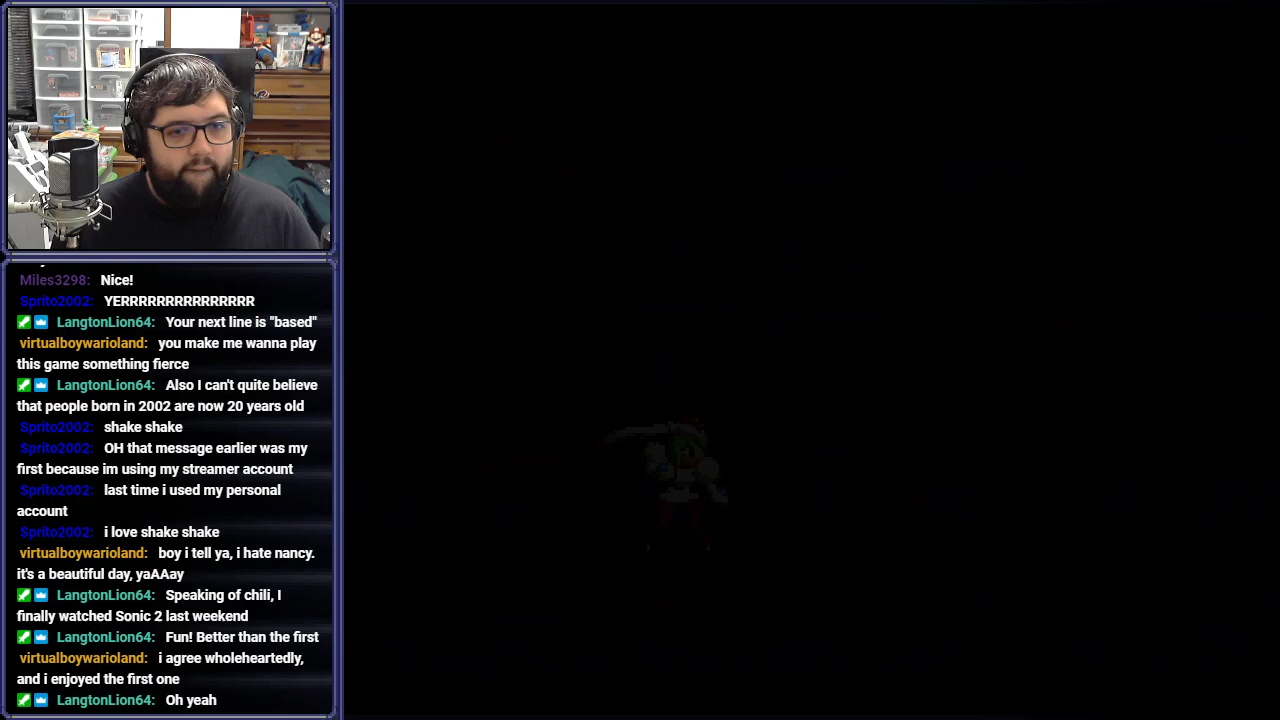 Miles3298: Nice!
Sprito2002: YERRRRRRRRRRRRRRR
LangtonLion64: Your next line is "based"
virtualboywarioland: you make me wanna play
this game something fierce
LangtonLion64: Also I can't quite believe
that people born in 2002 are now 20 years old
Sprito2002: shake shake
Sprito2002: OH that message earlier was my
first because im using my streamer account
Sprito2002: last time i used my personal
account
Sprito2002: i love shake shake
virtualboywarioland: boy i tell ya, i hate nancy.
it's a beautiful day, yaAAay
LangtonLion64: Speaking of chili, I
finally watched Sonic 2 last weekend
LangtonLion64: Fun! Better than the first
virtualboywarioland: i agree wholeheartedly,
and i enjoyed the first one
LangtonLion64: Oh yeah